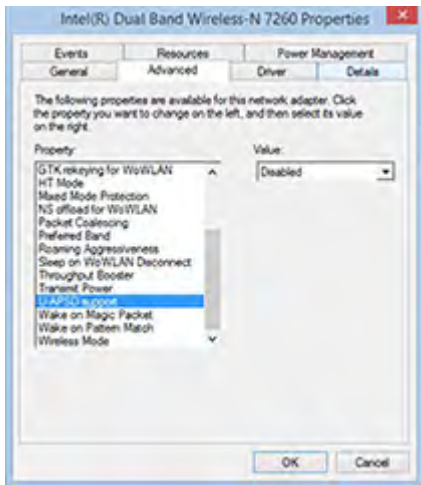 Intel(R) Dual Band Wireless-N 7260 Properties
Events Resources Power Management
General Advanced Driver Details
The following properties are available for this network adapter. Click
the property you want to change on the left, and then select its value
on the right.
Property: Value:
GTK rekeying for WoWLAN Disabled
HT Mode
Mixed Mode Protection
NS offload for WoWLAN
Packet Coalescing
Preferred Band
Roaming Aggressiveness
Sleep on WoWLAN Disconnect
Throughput Booster
Transmit Power
U-APSD support
Wake on Magic Packet
Wake on Pattern Match
Wireless Mode
OK Cancel